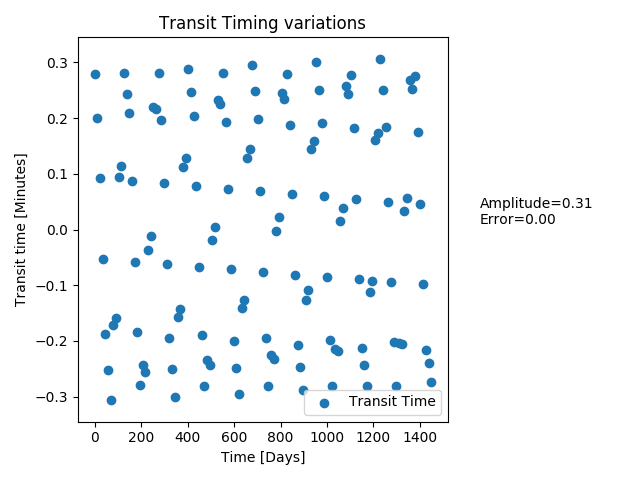 Transit Timing variations
Transit time [Minutes]
0.3
0.2
0.1
0.0
−0.1
−0.2
−0.3
Amplitude=0.31
Error=0.00
Transit Time
0
200
400
600
800
1000
1200
1400
Time [Days]